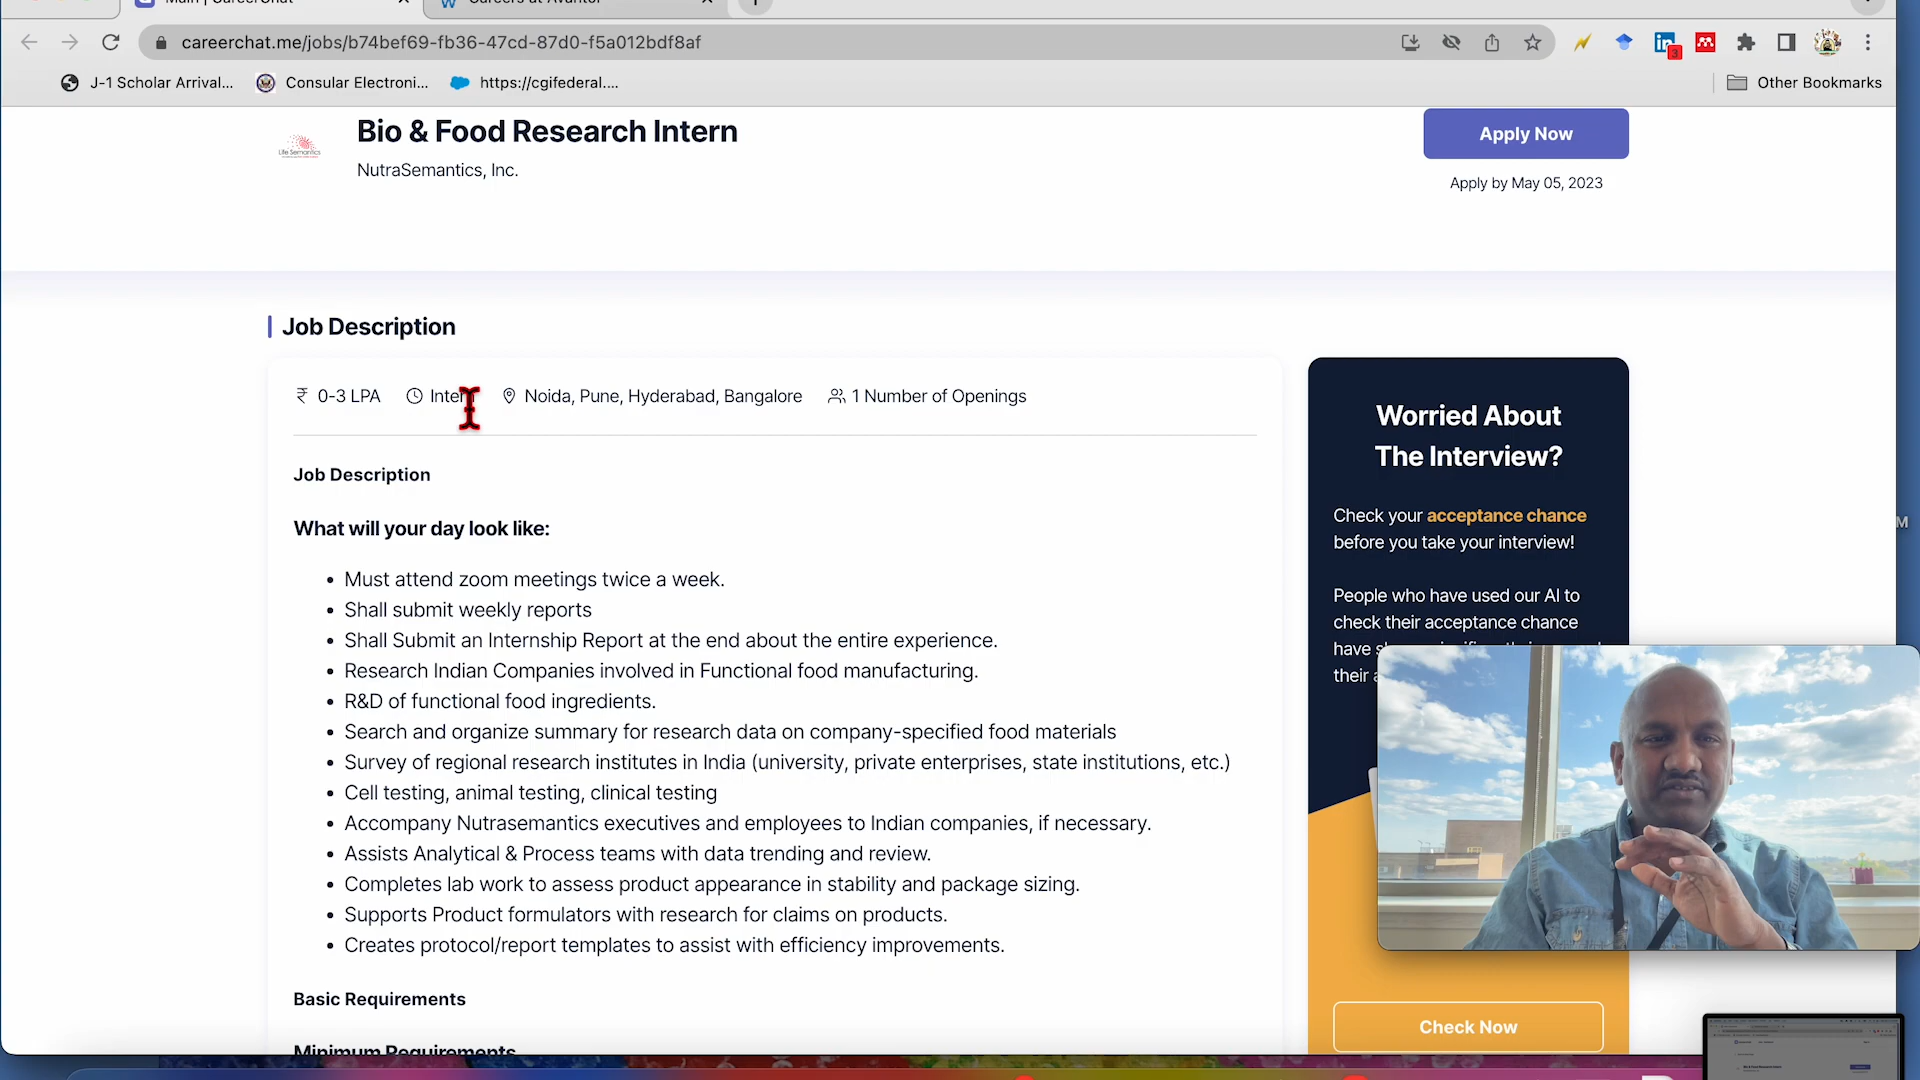 Careers at Avantor
careerchat.me/jobs/b74bef69-fb36-47cd-87d0-f5a012bdf8af
3
J-1 Scholar Arrival...
Consular Electroni...
https://cgifederal....
Other Bookmarks
Life Semantics
Bio & Food Research Intern
NutraSemantics, Inc.
Apply Now
Apply by May 05, 2023
Job Description
₹ 0-3 LPA
Intern
Noida, Pune, Hyderabad, Bangalore
1 Number of Openings
Job Description
What will your day look like:
• Must attend zoom meetings twice a week.
• Shall submit weekly reports
• Shall Submit an Internship Report at the end about the entire experience.
• Research Indian Companies involved in Functional food manufacturing.
• R&D of functional food ingredients.
• Search and organize summary for research data on company-specified food materials
• Survey of regional research institutes in India (university, private enterprises, state institutions, etc.)
• Cell testing, animal testing, clinical testing
• Accompany Nutrasemantics executives and employees to Indian companies, if necessary.
• Assists Analytical & Process teams with data trending and review.
• Completes lab work to assess product appearance in stability and package sizing.
• Supports Product formulators with research for claims on products.
• Creates protocol/report templates to assist with efficiency improvements.
Basic Requirements
Minimum Requirements
Worried About
The Interview?
Check your acceptance chance
before you take your interview!
People who have used our AI to
check their acceptance chance
have
their
Check Now
M